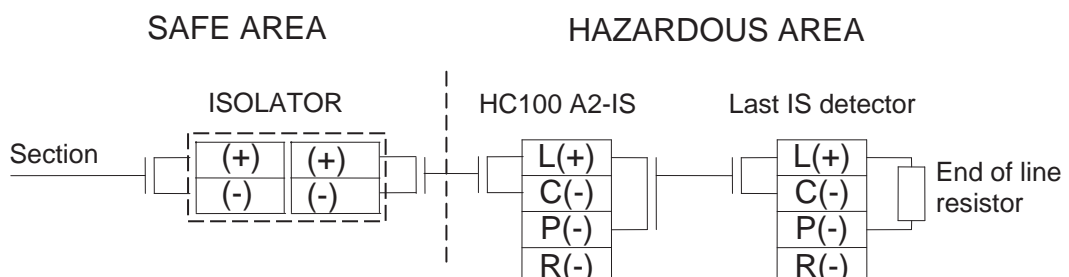 SAFE AREA
HAZARDOUS AREA
ISOLATOR
HC100 A2-IS
Last IS detector
Section
(+)
(+)
(-)
(-)
L(+)
C(-)
P(-)
R(-)
L(+)
C(-)
P(-)
R(-)
End of line
resistor